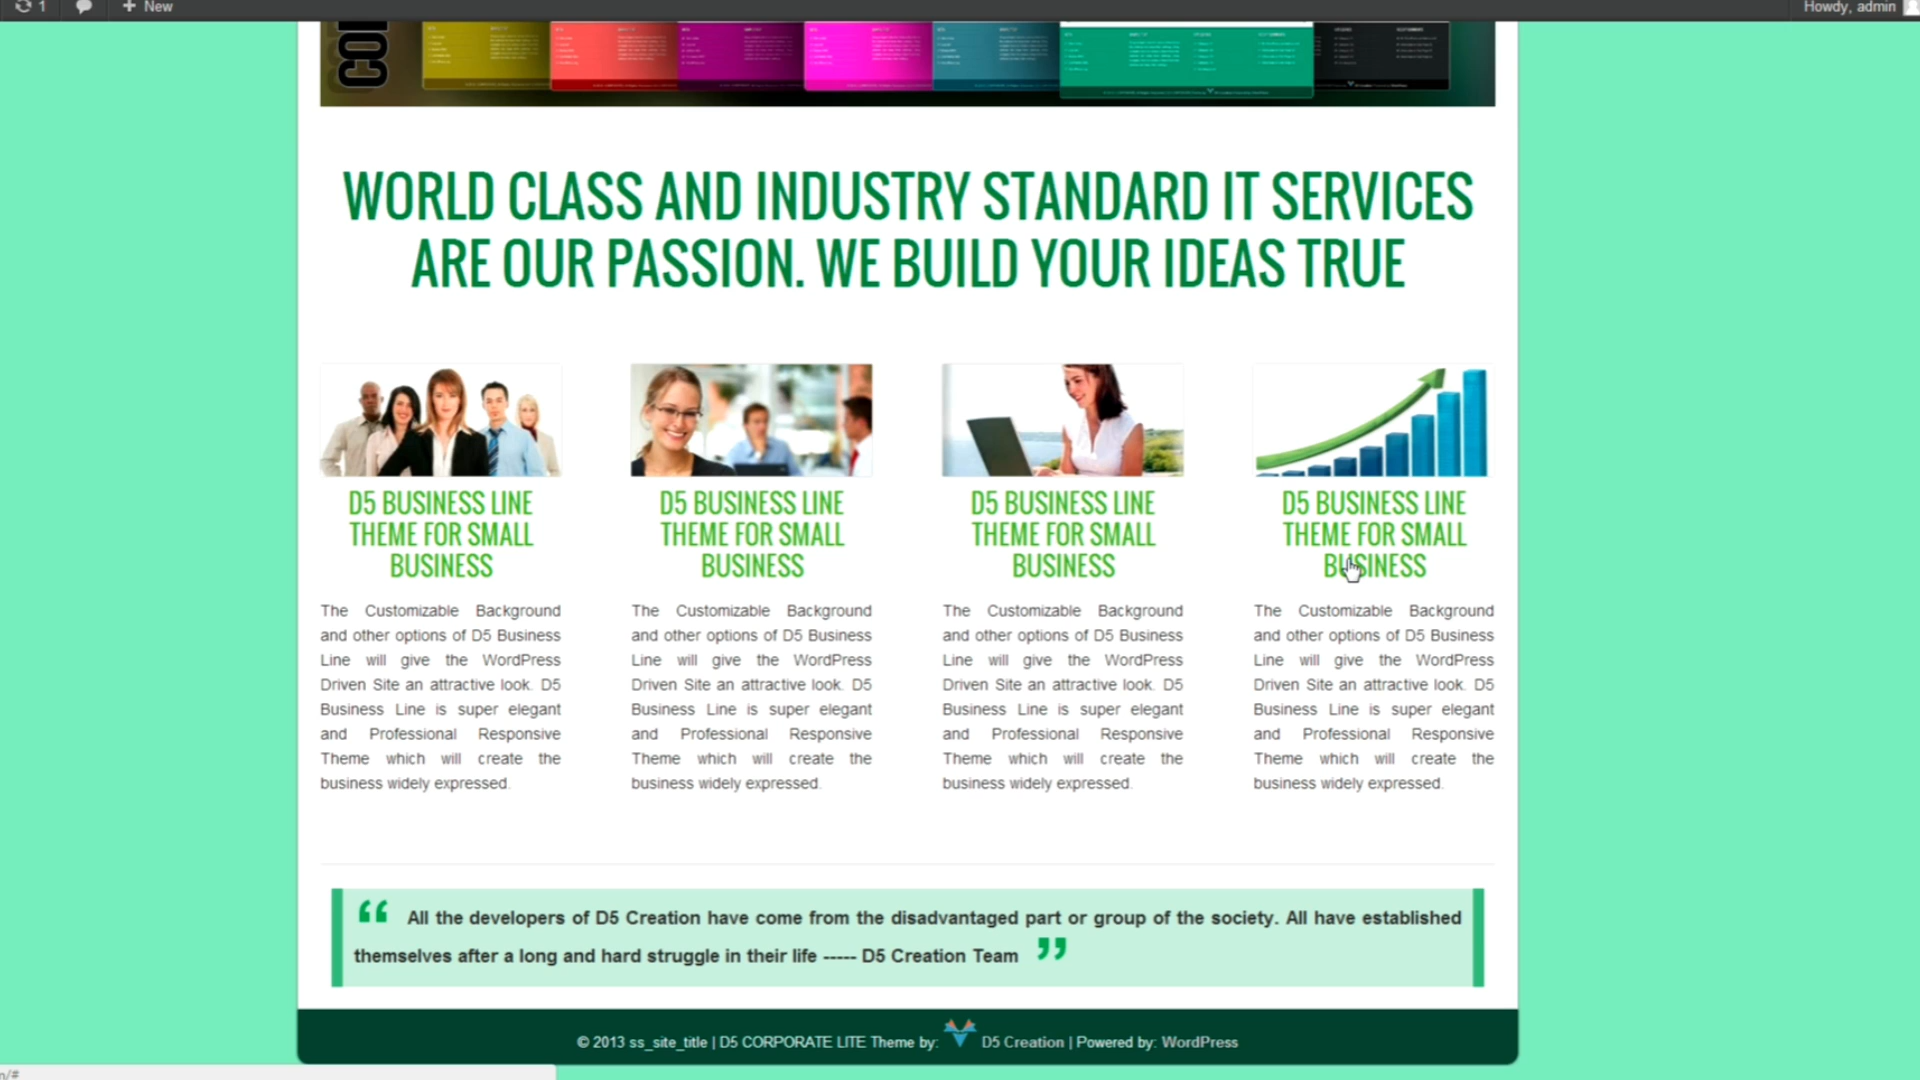 1
New
Howdy, admin
WORLD CLASS AND INDUSTRY STANDARD IT SERVICES
ARE OUR PASSION. WE BUILD YOUR IDEAS TRUE
D5 BUSINESS LINE
THEME FOR SMALL
BUSINESS
The Customizable Background
and other options of D5 Business
Line will give the WordPress
Driven Site an attractive look. D5
Business Line is super elegant
and Professional Responsive
Theme which will create the
business widely expressed.
D5 BUSINESS LINE
THEME FOR SMALL
BUSINESS
The Customizable Background
and other options of D5 Business
Line will give the WordPress
Driven Site an attractive look. D5
Business Line is super elegant
and Professional Responsive
Theme which will create the
business widely expressed.
D5 BUSINESS LINE
THEME FOR SMALL
BUSINESS
The Customizable Background
and other options of D5 Business
Line will give the WordPress
Driven Site an attractive look. D5
Business Line is super elegant
and Professional Responsive
Theme which will create the
business widely expressed.
D5 BUSINESS LINE
THEME FOR SMALL
BUSINESS
The Customizable Background
and other options of D5 Business
Line will give the WordPress
Driven Site an attractive look. D5
Business Line is super elegant
and Professional Responsive
Theme which will create the
business widely expressed.
“ All the developers of D5 Creation have come from the disadvantaged part or group of the society. All have established
themselves after a long and hard struggle in their life ----- D5 Creation Team ”
© 2013 ss_site_title | D5 CORPORATE LITE Theme by: D5 Creation | Powered by: WordPress